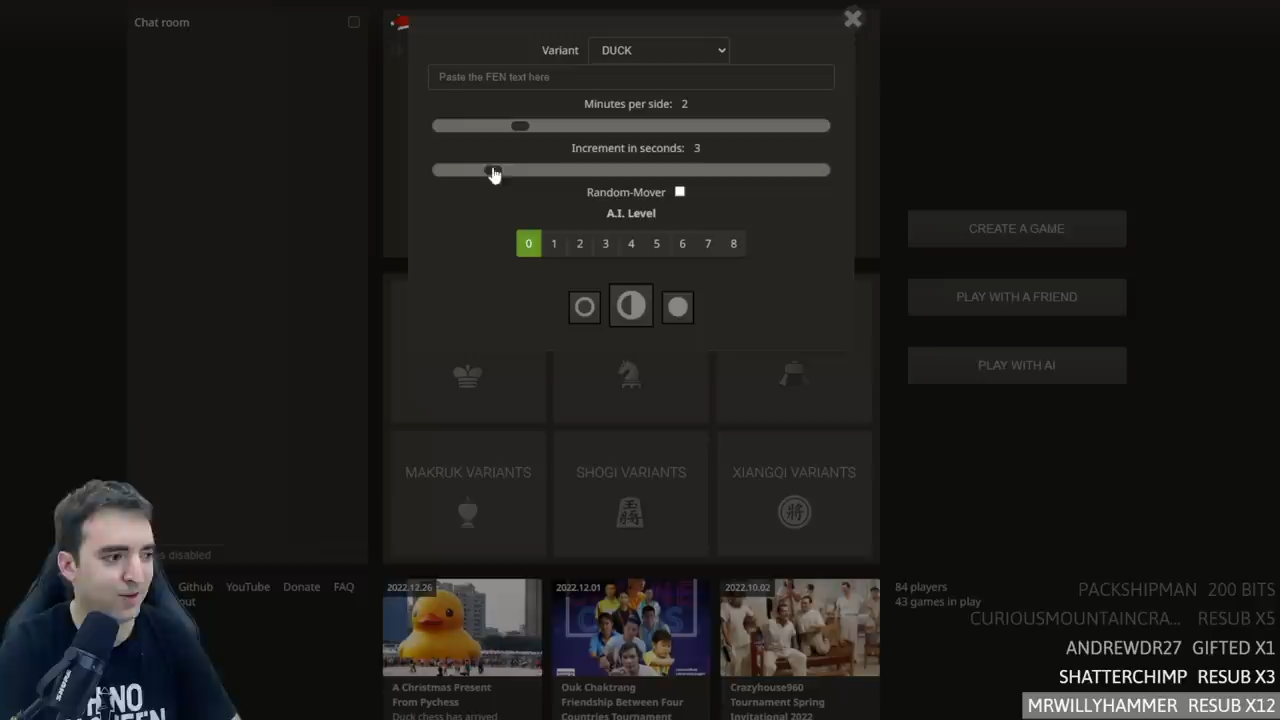 Chat room
Variant DUCK
Paste the FEN text here
Minutes per side: 2
Increment in seconds: 3
Random-Mover
A.I. Level
0 1 2 3 4 5 6 7 8
CREATE A GAME
PLAY WITH A FRIEND
PLAY WITH AI
MAKRUK VARIANTS
SHOGI VARIANTS
XIANGQI VARIANTS
disabled
Github YouTube Donate FAQ
2022.12.26
A Christmas Present
From Pychess
Duck chess has arrived
2022.12.01
Ouk Chaktrang
Friendship Between Four
Countries Tournament
2022.10.02
Crazyhouse960
Tournament Spring
Invitational 2022
84 players
43 games in play
PACKSHIPMAN 200 BITS
CURIOUSMOUNTAINCRA... RESUB X5
ANDREWDR27 GIFTED X1
SHATTERCHIMP RESUB X3
MRWILLYHAMMER RESUB X12